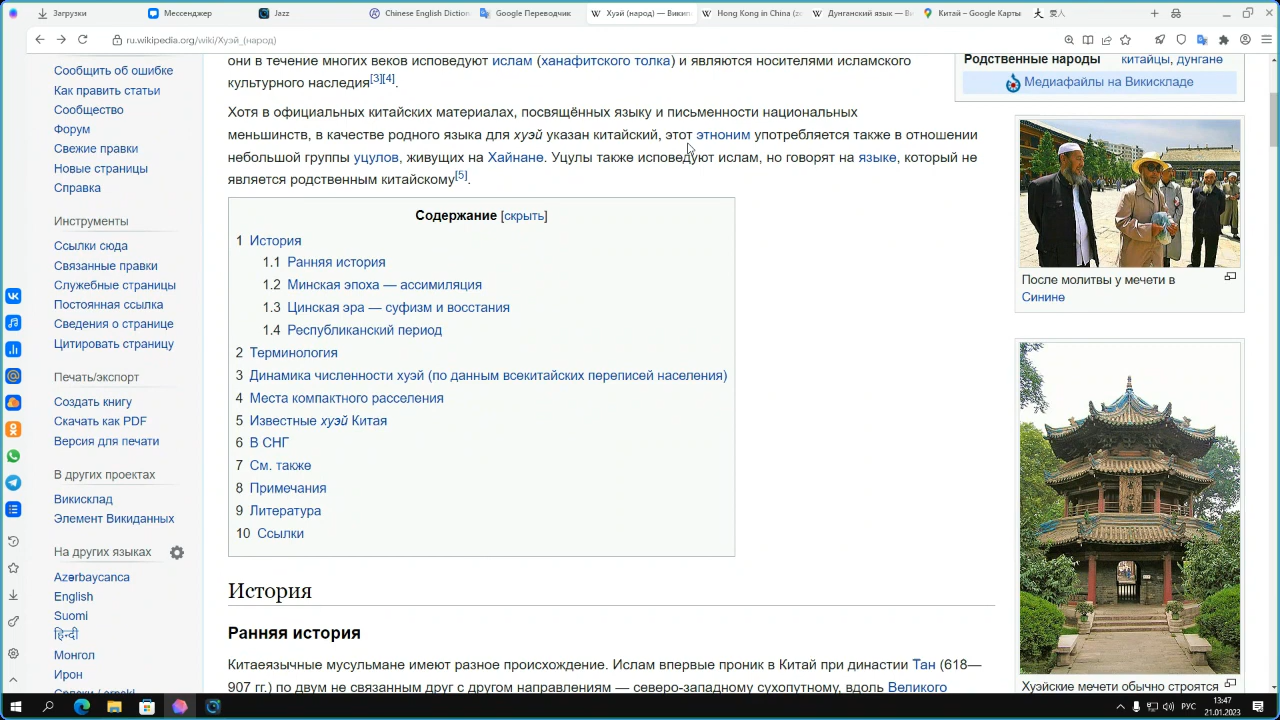 Загрузки
Мессенджер
Jazz
Chinese English Diction
Google Переводчик
Хуэй (народ) — Викип
Hong Kong in China (zo
Дунганский язык — Ви
Китай – Google Карты
愛人
ru.wikipedia.org/wiki/Хуэй_(народ)
Сообщить об ошибке
Как править статьи
Сообщество
Форум
Свежие правки
Новые страницы
Справка
Инструменты
Ссылки сюда
Связанные правки
Служебные страницы
Постоянная ссылка
Сведения о странице
Цитировать страницу
Печать/экспорт
Создать книгу
Скачать как PDF
Версия для печати
В других проектах
Викисклад
Элемент Викиданных
На других языках
Azərbaycanca
English
Suomi
हिन्दी
Монгол
Ирон
они в течение многих веков исповедуют ислам (ханафитского толка) и являются носителями исламского
культурного наследия[3][4].
Хотя в официальных китайских материалах, посвящённых языку и письменности национальных
меньшинств, в качестве родного языка для хуэй указан китайский, этот этноним употребляется также в отношении
небольшой группы уцулов, живущих на Хайнане. Уцулы также исповедуют ислам, но говорят на языке, который не
является родственным китайскому[5].
Содержание [скрыть]
1 История
1.1 Ранняя история
1.2 Минская эпоха — ассимиляция
1.3 Цинская эра — суфизм и восстания
1.4 Республиканский период
2 Терминология
3 Динамика численности хуэй (по данным всекитайских переписей населения)
4 Места компактного расселения
5 Известные хуэй Китая
6 В СНГ
7 См. также
8 Примечания
9 Литература
10 Ссылки
История
Ранняя история
Китаеязычные мусульмане имеют разное происхождение. Ислам впервые проник в Китай при династии Тан (618—
907 гг.) по двум не связанным друг с другом направлениям — северо-западному сухопутному, вдоль Великого
Родственные народы китайцы, дунгане
Медиафайлы на Викискладе
После молитвы у мечети в
Синине
Хуэйские мечети обычно строятся
РУС
13:47
21.01.2023